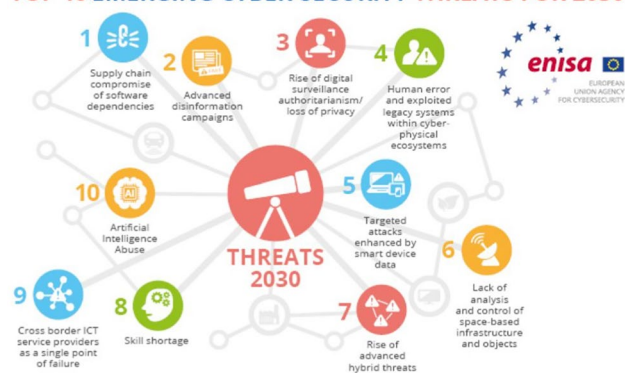 1
Supply chain
compromise
of software
dependencies
2
Advanced
disinformation
campaigns
3
Rise of digital
surveillance
authoritarianism/
loss of privacy
4
Human error
and exploited
legacy systems
within cyber-
physical
ecosystems
enisa
EUROPEAN
UNION AGENCY
FOR CYBERSECURITY
THREATS
2030
5
Targeted
attacks
enhanced by
smart device
data
6
Lack of
analysis
and control of
space-based
infrastructure
and objects
7
Rise of
advanced
hybrid threats
8
Skill shortage
9
Cross border ICT
service providers
as a single point
of failure
10
AI
Artificial
Intelligence
Abuse